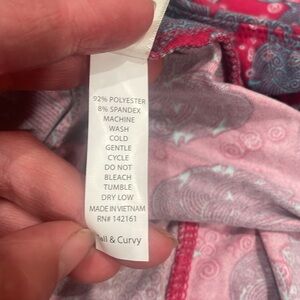 92% POLYESTER
8% SPANDEX
MACHINE
WASH
COLD
GENTLE
CYCLE
DO NOT
BLEACH
TUMBLE
DRY LOW
MADE IN VIETNAM
RN# 142161
Tall & Curvy